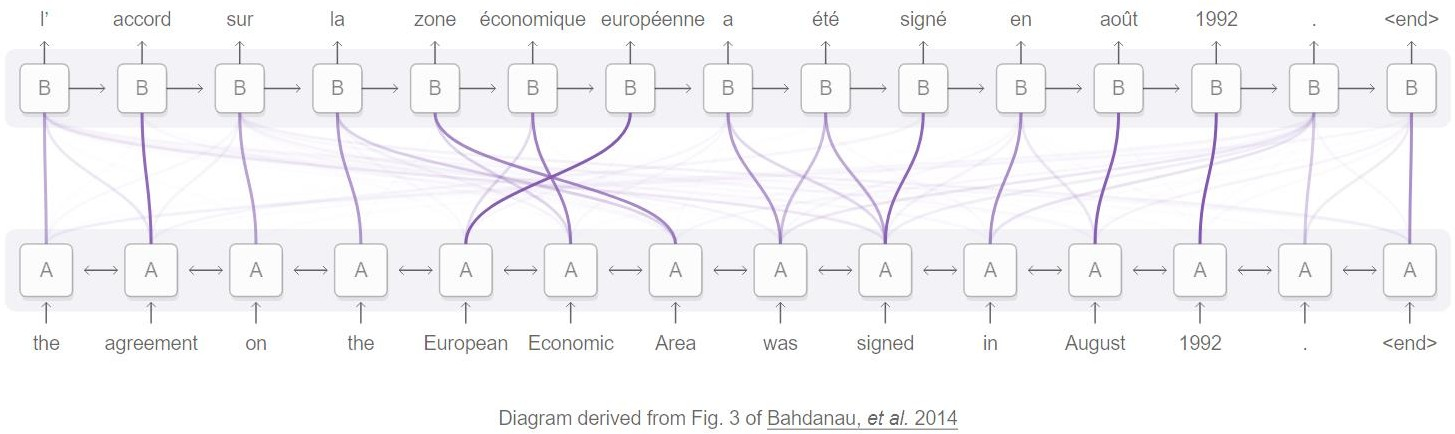 l’ accord sur la zone économique européenne a été signé en août 1992 . <end>
B B B B B B B B B B B B B B B
A A A A A A A A A A A A A A
the agreement on the European Economic Area was signed in August 1992 . <end>
Diagram derived from Fig. 3 of Bahdanau, et al. 2014